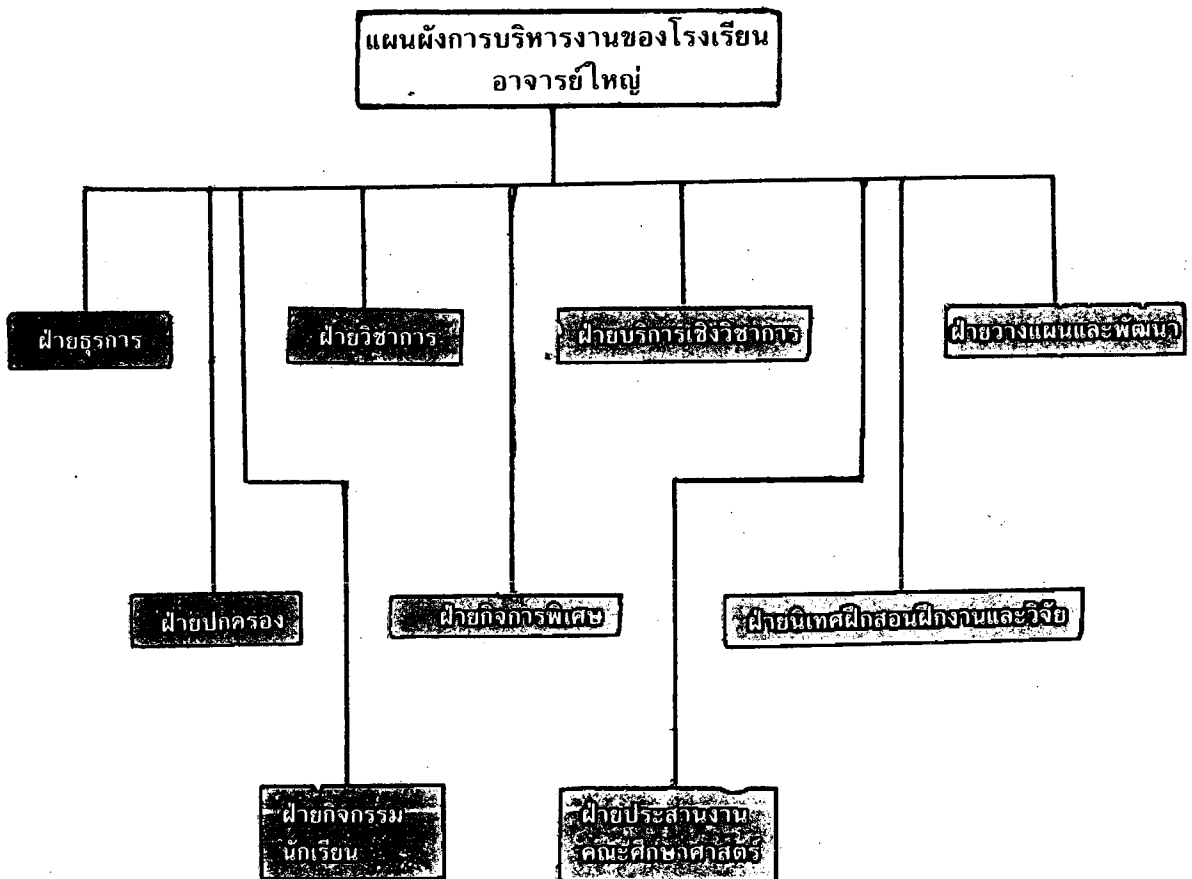 แผนผังการบริหารงานของโรงเรียน
อาจารย์ใหญ่
ฝ่ายธุรการ
ฝ่ายวิชาการ
ฝ่ายบริการเชิงวิชาการ
ฝ่ายวางแผนและพัฒนา
ฝ่ายปกครอง
ฝ่ายกิจการพิเศษ
ฝ่ายนิเทศฝึกสอนฝึกงานและวิจัย
ฝ่ายกิจกรรม
นักเรียน
ฝ่ายประสานงาน
คณะศึกษาศาสตร์